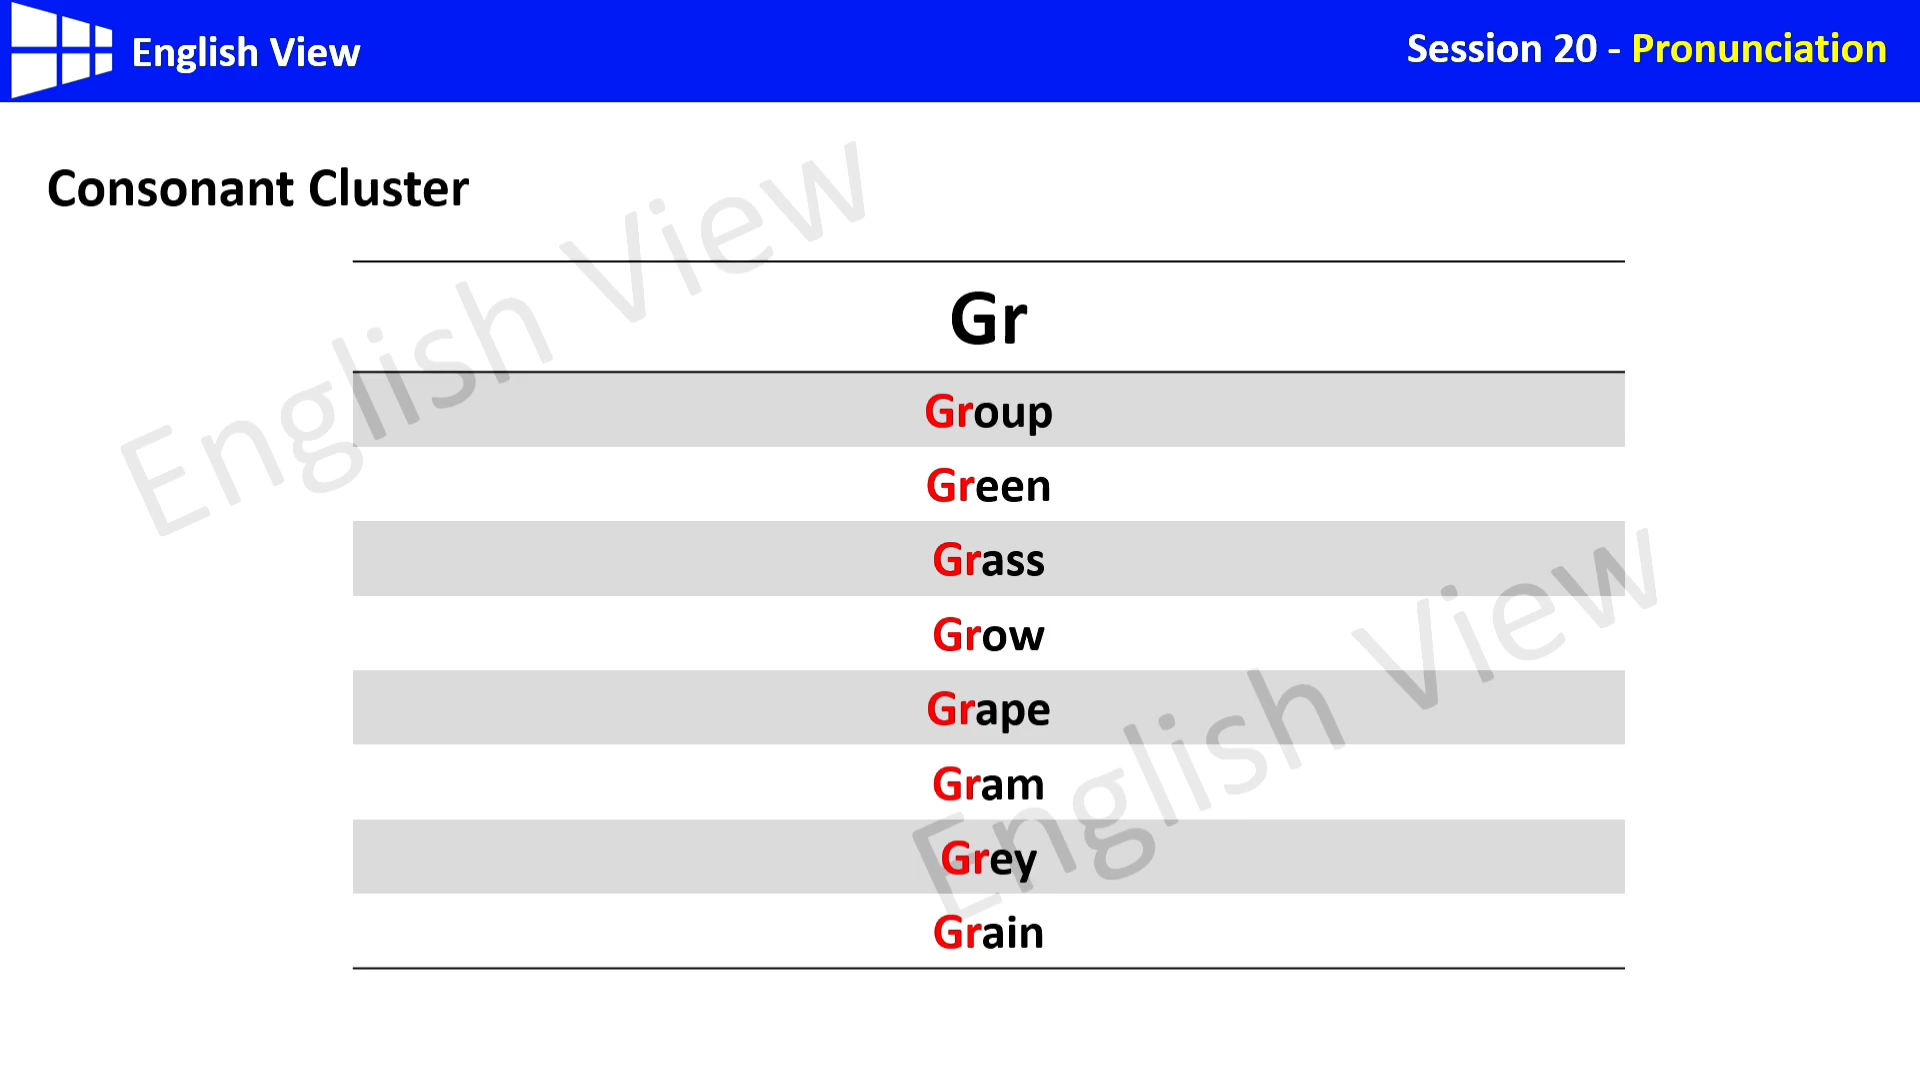 English View
Session 20 - Pronunciation
Consonant Cluster
English View
Gr
Group
Green
Grass
Grow
Grape
Gram
Grey
Grain
English View